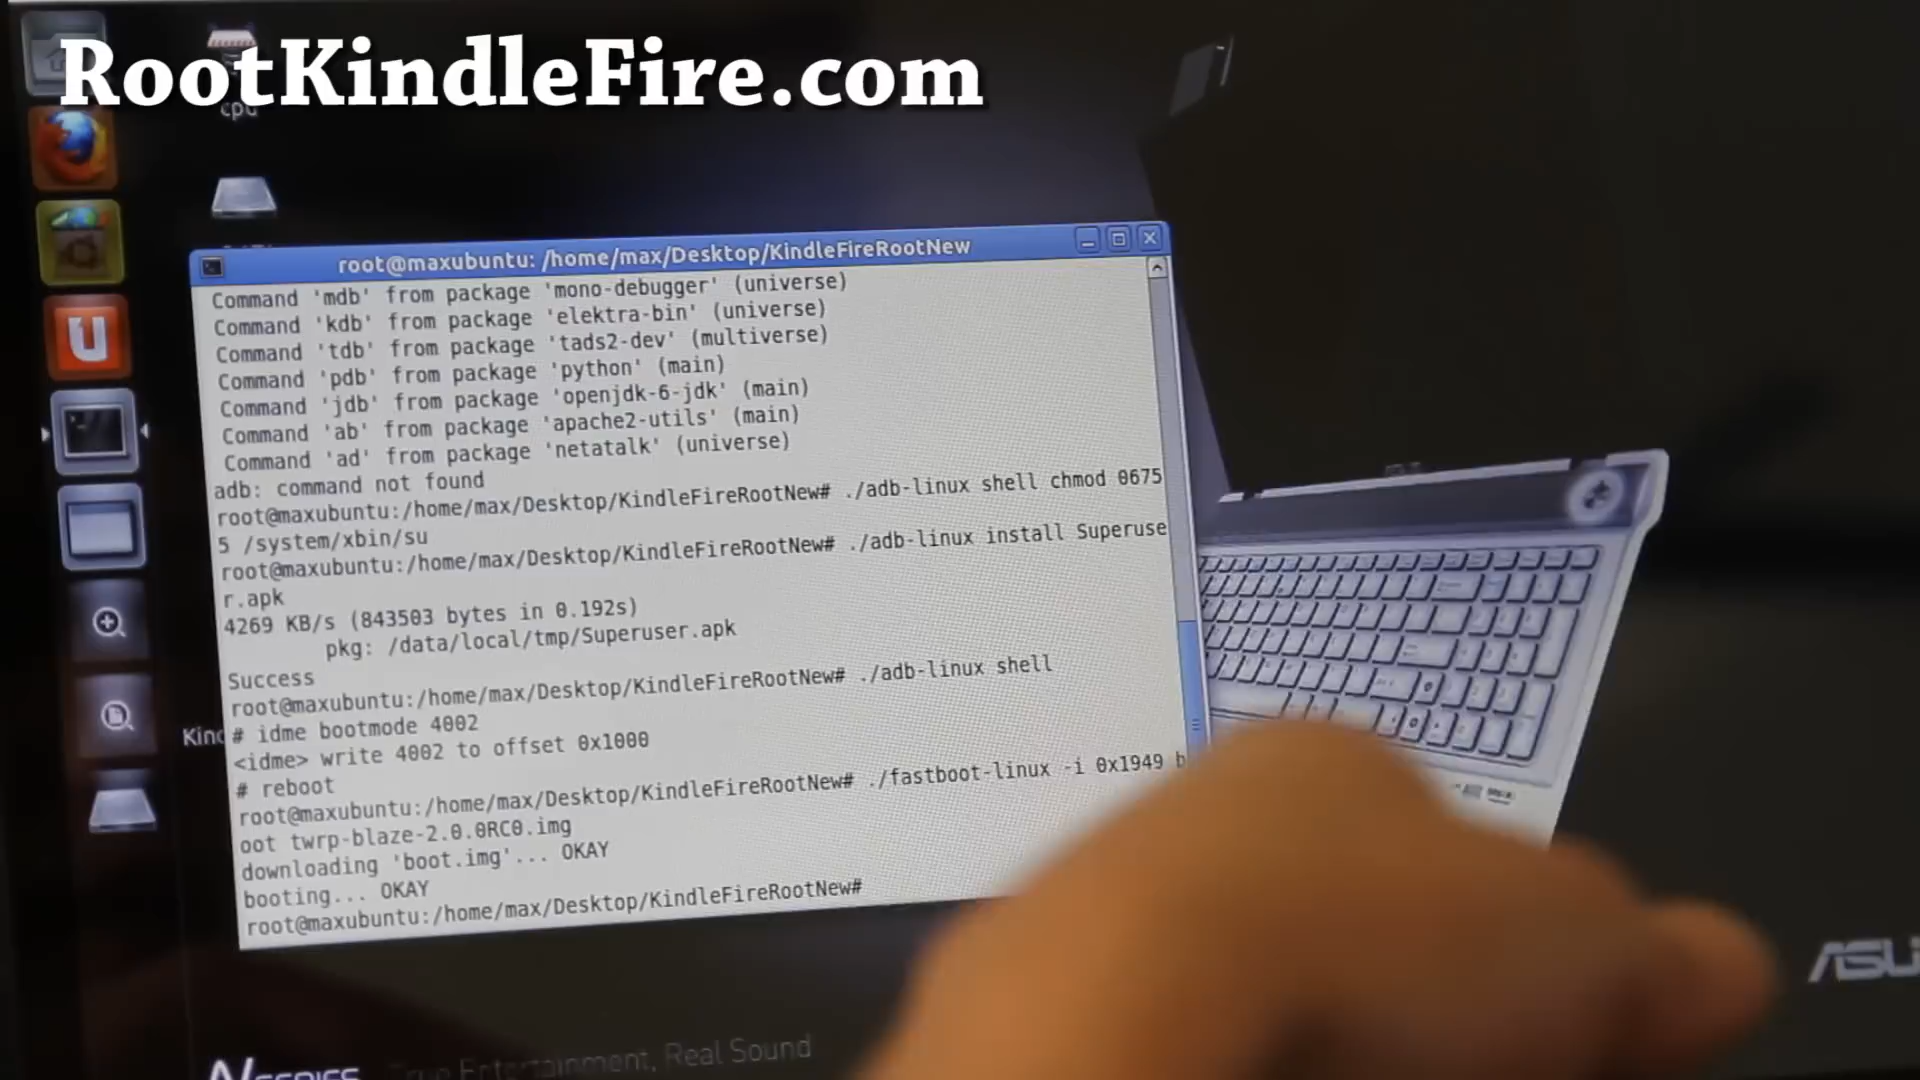 RootKindleFire.com
cpu
root@maxubuntu: /home/max/Desktop/KindleFireRootNew
Command 'mdb' from package 'mono-debugger' (universe)
Command 'kdb' from package 'elektra-bin' (universe)
Command 'tdb' from package 'tads2-dev' (multiverse)
Command 'pdb' from package 'python' (main)
Command 'jdb' from package 'openjdk-6-jdk' (main)
Command 'ab' from package 'apache2-utils' (main)
Command 'ad' from package 'netatalk' (universe)
adb: command not found
root@maxubuntu:/home/max/Desktop/KindleFireRootNew# ./adb-linux shell chmod 0675
5 /system/xbin/su
root@maxubuntu:/home/max/Desktop/KindleFireRootNew# ./adb-linux install Superuse
r.apk
4269 KB/s (843503 bytes in 0.192s)
pkg: /data/local/tmp/Superuser.apk
Success
root@maxubuntu:/home/max/Desktop/KindleFireRootNew# ./adb-linux shell
Kind
# idme bootmode 4002
<idme> write 4002 to offset 0x1000
# reboot
root@maxubuntu:/home/max/Desktop/KindleFireRootNew# ./fastboot-linux -i 0x1949 b
oot twrp-blaze-2.0.0RC0.img
downloading 'boot.img'... OKAY
booting... OKAY
root@maxubuntu:/home/max/Desktop/KindleFireRootNew#
ASU
Entertainment, Real Sound